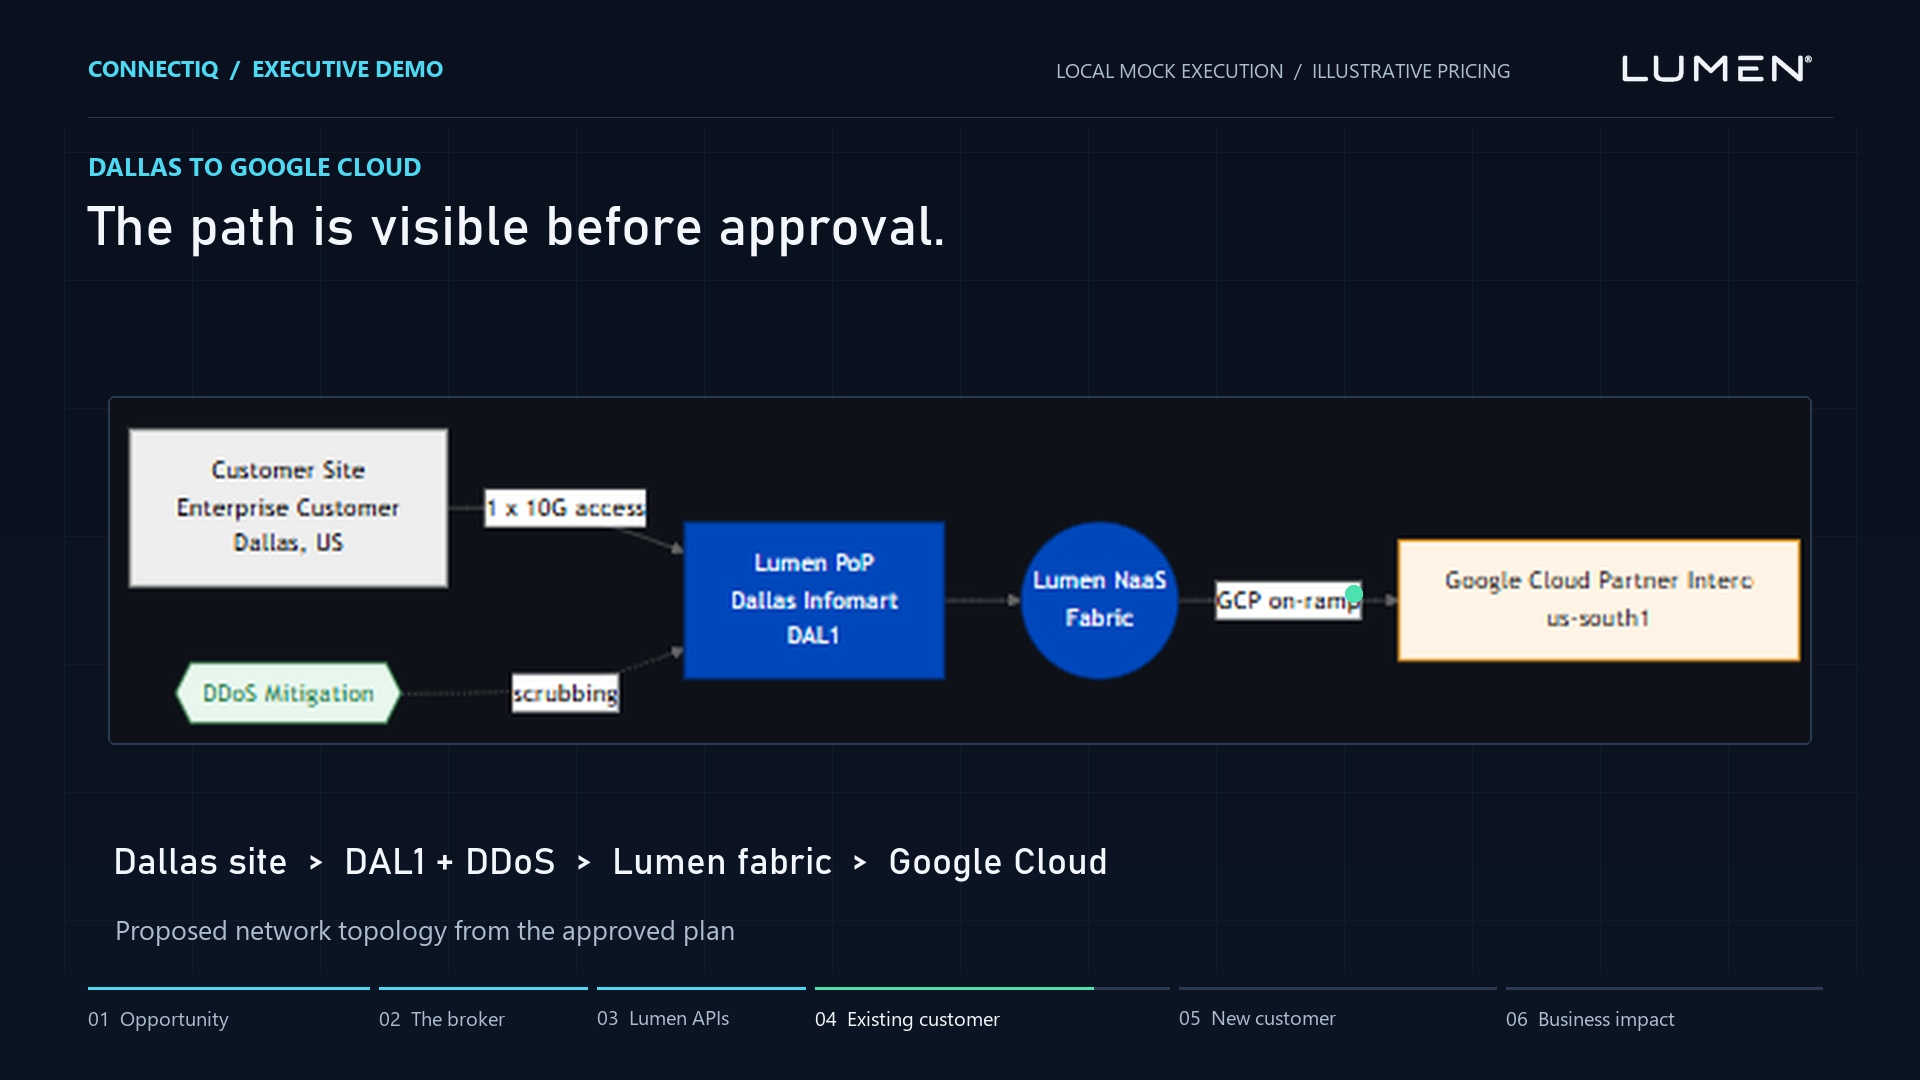 CONNECTIQ / EXECUTIVE DEMO
LOCAL MOCK EXECUTION / ILLUSTRATIVE PRICING
LUMEN®
DALLAS TO GOOGLE CLOUD
The path is visible before approval.
Customer Site
Enterprise Customer
Dallas, US
1 x 10G access
Lumen PoP
Dallas Infomart
DAL1
Lumen NaaS
Fabric
GCP on-ramp
Google Cloud Partner Interc
us-south1
DDoS Mitigation
scrubbing
Dallas site > DAL1 + DDoS > Lumen fabric > Google Cloud
Proposed network topology from the approved plan
01 Opportunity
02 The broker
03 Lumen APIs
04 Existing customer
05 New customer
06 Business impact